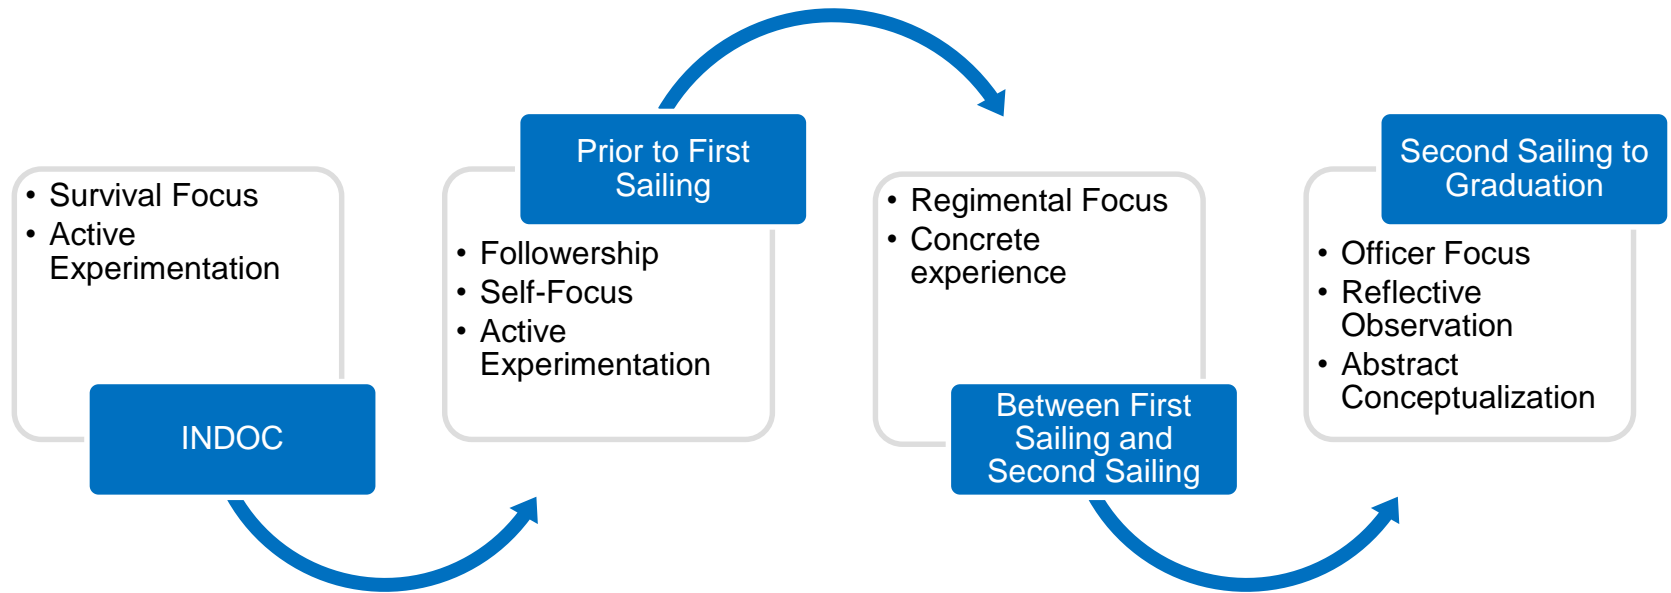 • Survival Focus
• Active
Experimentation
INDOC
Prior to First
Sailing
• Followership
• Self-Focus
• Active
Experimentation
• Regimental Focus
• Concrete
experience
Between First
Sailing and
Second Sailing
Second Sailing to
Graduation
• Officer Focus
• Reflective
Observation
• Abstract
Conceptualization